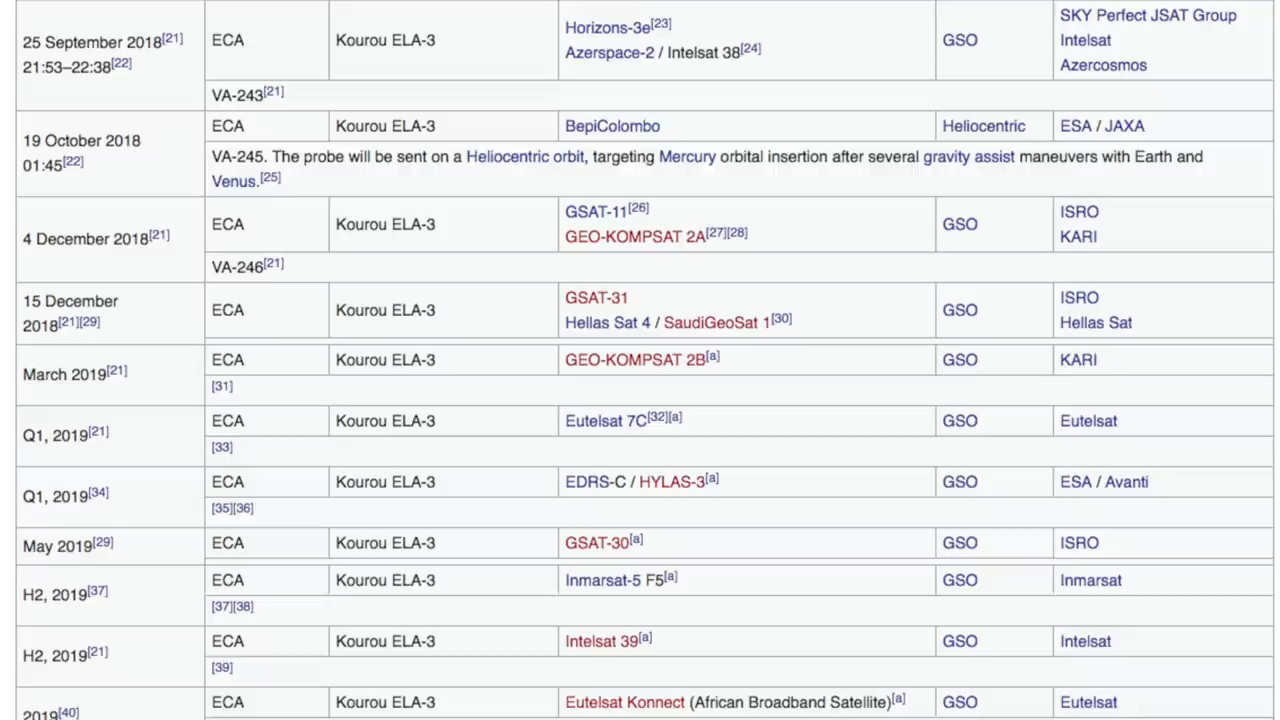 25 September 2018[21]
21:53–22:38[22]
ECA
Kourou ELA-3
Horizons-3e[23]
Azerspace-2 / Intelsat 38[24]
GSO
SKY Perfect JSAT Group
Intelsat
Azercosmos
VA-243[21]
19 October 2018
01:45[22]
ECA
Kourou ELA-3
BepiColombo
Heliocentric
ESA / JAXA
VA-245. The probe will be sent on a Heliocentric orbit, targeting Mercury orbital insertion after several gravity assist maneuvers with Earth and
Venus.[25]
4 December 2018[21]
ECA
Kourou ELA-3
GSAT-11[26]
GEO-KOMPSAT 2A[27][28]
GSO
ISRO
KARI
VA-246[21]
15 December
2018[21][29]
ECA
Kourou ELA-3
GSAT-31
Hellas Sat 4 / SaudiGeoSat 1[30]
GSO
ISRO
Hellas Sat
March 2019[21]
ECA
Kourou ELA-3
GEO-KOMPSAT 2B[a]
GSO
KARI
[31]
Q1, 2019[21]
ECA
Kourou ELA-3
Eutelsat 7C[32][a]
GSO
Eutelsat
[33]
Q1, 2019[34]
ECA
Kourou ELA-3
EDRS-C / HYLAS-3[a]
GSO
ESA / Avanti
[35][36]
May 2019[29]
ECA
Kourou ELA-3
GSAT-30[a]
GSO
ISRO
H2, 2019[37]
ECA
Kourou ELA-3
Inmarsat-5 F5[a]
GSO
Inmarsat
[37][38]
H2, 2019[21]
ECA
Kourou ELA-3
Intelsat 39[a]
GSO
Intelsat
[39]
2019[40]
ECA
Kourou ELA-3
Eutelsat Konnect (African Broadband Satellite)[a]
GSO
Eutelsat